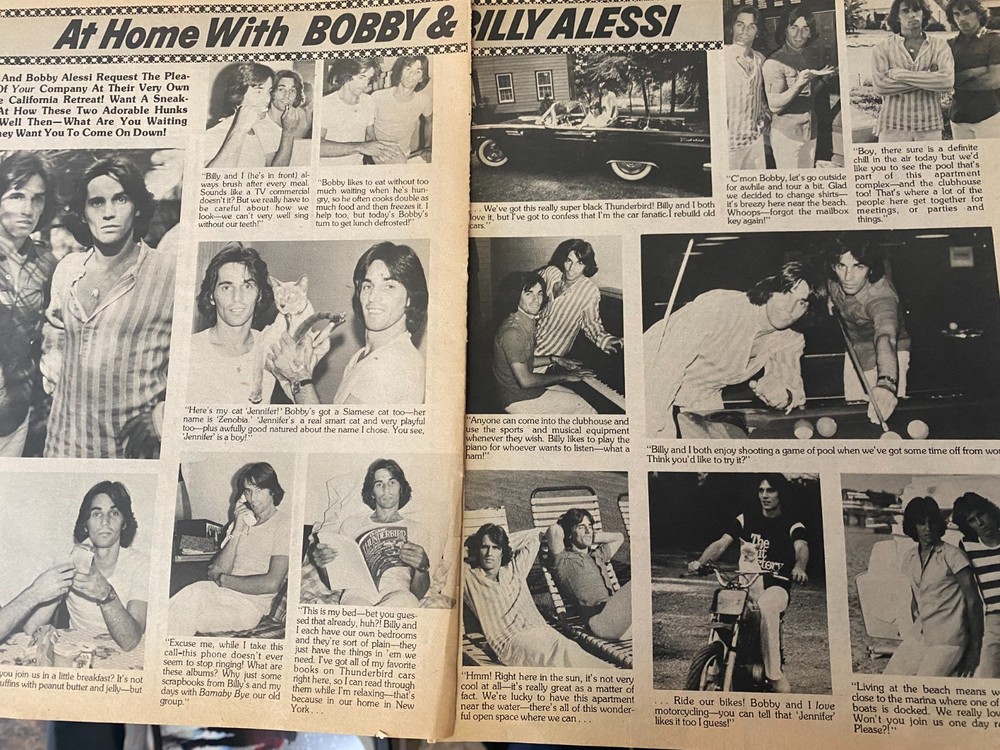 At Home With BOBBY & BILLY ALESSI
And Bobby Alessi Request The Plea-
Of Your Company At Their Very Own
California Retreat! Want A Sneak-
At How These Two Adorable Hunks
Well Then—What Are You Waiting
They Want You To Come On Down!
"Billy and I (he's in front) al-
ways brush after every meal.
Sounds like a TV commercial
doesn't it? But we really have to
be careful about how we
look—we can't very well sing
without our teeth!"
"Bobby likes to eat without too
much waiting when he's hun-
gry, so he often cooks double as
much food and then freezes it. I
help too, but today's Bobby's
turn to get lunch defrosted!"
. . . We've got this really super black Thunderbird! Billy and I both
love it, but I've got to confess that I'm the car fanatic. I rebuild old
cars."
"C'mon Bobby, let's go outside
for awhile and tour a bit. Glad
we decided to change shirts—
it's breezy here near the beach.
Whoops—forgot the mailbox
key again!"
"Boy, there sure is a definite
chill in the air today but we'd
like you to see the pool that's
part of this apartment
complex—and the clubhouse
too! That's where a lot of the
people here get together for
meetings, or parties and
things."
"Here's my cat 'Jennifer!' Bobby's got a Siamese cat too—her
name is 'Zenobia.' 'Jennifer's a real smart cat and very playful
too—plus awfully good natured about the name I chose. You see,
'Jennifer' is a boy!"
"Anyone can come into the clubhouse and
use the sports and musical equipment
whenever they wish. Billy likes to play the
piano for whoever wants to listen—what a
ham!"
"Billy and I both enjoy shooting a game of pool when we've got some time off from
Think you'd like to try it?"
you join us in a little breakfast? It's not
muffins with peanut butter and jelly—but
"Excuse me, while I take this
call—this phone doesn't ever
seem to stop ringing! What are
these albums? Why just some
scrapbooks from Billy's and my
days with Barnaby Bye our old
group."
THUNDERBIRD
"This is my bed—bet you gues-
sed that already, huh?! Billy and
I each have our own bedrooms
and they're sort of plain—they
just have the things in 'em we
need. I've got all of my favorite
books on Thunderbird cars
right here, so I can read through
them while I'm relaxing—that's
because in our home in New
York . . .
"Hmm! Right here in the sun, it's not very
cool at all—it's really great as a matter of
fact. We're lucky to have this apartment
near the water—there's all of this wonder-
ful open space where we can . . .
The
. . . Ride our bikes! Bobby and I love
motorcycling—you can tell that 'Jennifer'
likes it too I guess!"
"Living at the beach means
close to the marina where one of
boats is docked. We really
Won't you join us one day
Please?!"